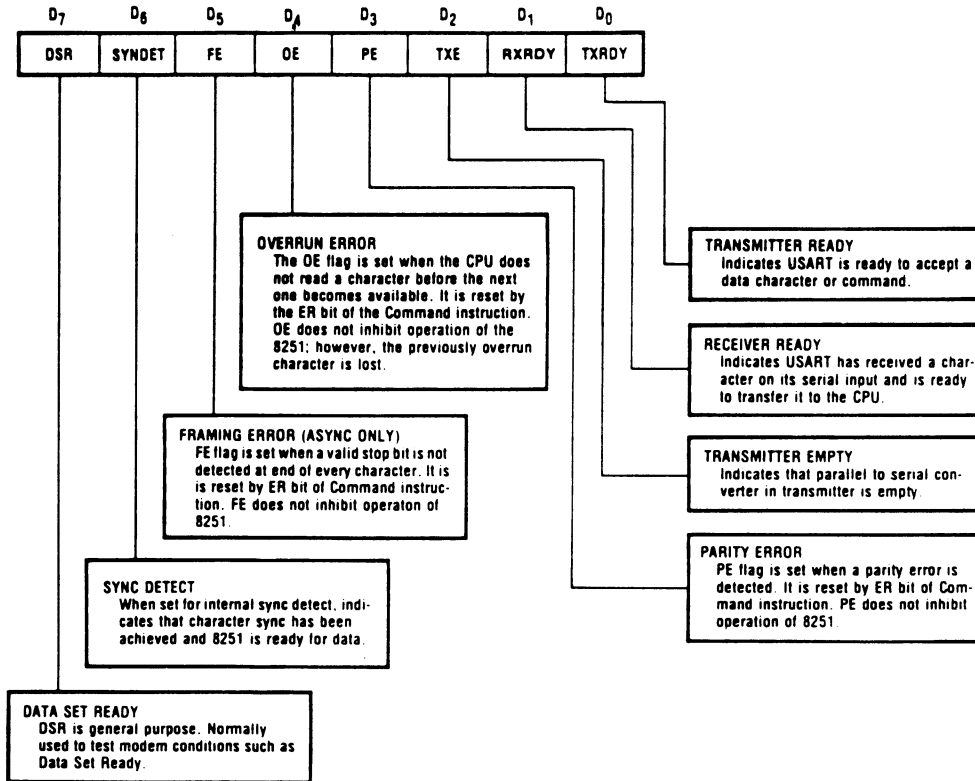 D7 D6 D5 D4 D3 D2 D1 D0
DSR SYNDET FE OE PE TXE RXRDY TXRDY
OVERRUN ERROR
The OE flag is set when the CPU does
not read a character before the next
one becomes available. It is reset by
the ER bit of the Command instruction.
OE does not inhibit operation of the
8251; however, the previously overrun
character is lost.
TRANSMITTER READY
Indicates USART is ready to accept a
data character or command.
RECEIVER READY
Indicates USART has received a char-
acter on its serial input and is ready
to transfer it to the CPU.
FRAMING ERROR (ASYNC ONLY)
FE flag is set when a valid stop bit is not
detected at end of every character. It is
is reset by ER bit of Command instruc-
tion. FE does not inhibit operaton of
8251.
TRANSMITTER EMPTY
Indicates that parallel to serial con-
verter in transmitter is empty.
PARITY ERROR
PE flag is set when a parity error is
detected. It is reset by ER bit of Com-
mand instruction. PE does not inhibit
operation of 8251.
SYNC DETECT
When set for internal sync detect, indi-
cates that character sync has been
achieved and 8251 is ready for data.
DATA SET READY
DSR is general purpose. Normally
used to test modem conditions such as
Data Set Ready.